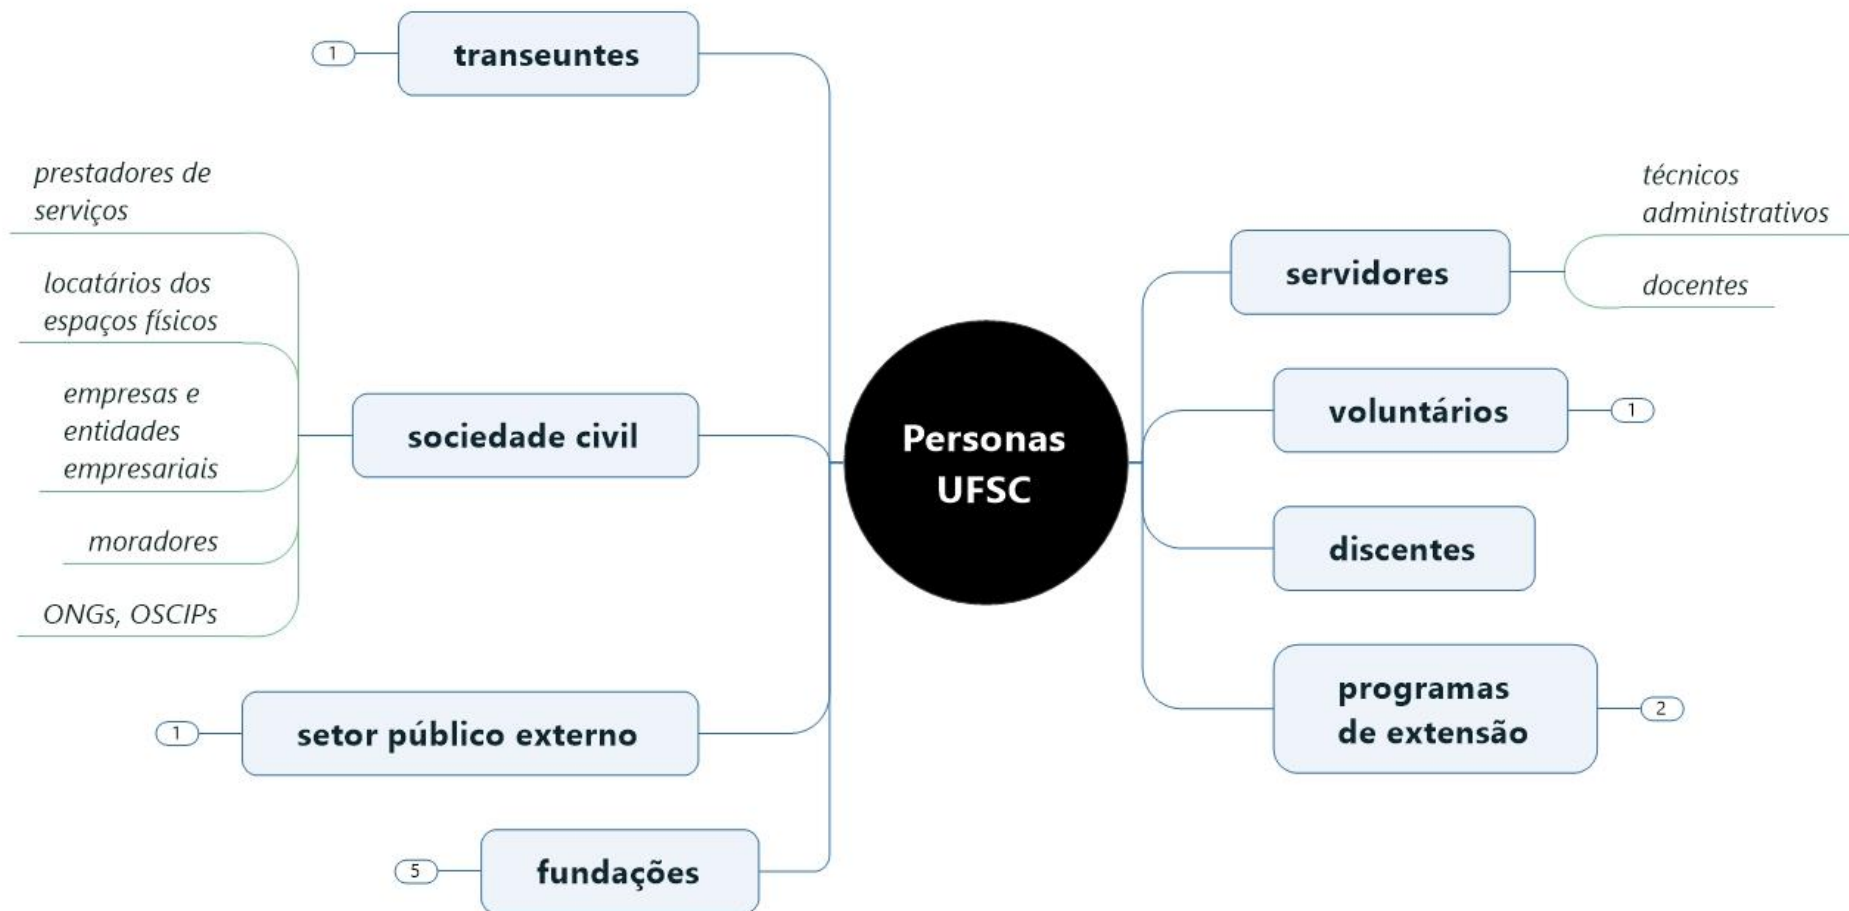 transeuntes
1
prestadores de
serviços
locatários dos
espaços físicos
empresas e
entidades
empresariais
moradores
ONGs, OSCIPs
sociedade civil
setor público externo
1
fundações
5
Personas
UFSC
servidores
técnicos
administrativos
docentes
voluntários
1
discentes
programas
de extensão
2